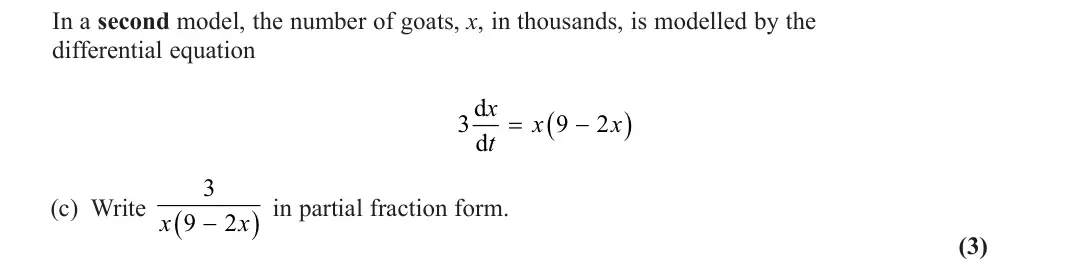 In a second model, the number of goats, x, in thousands, is modelled by the
differential equation
3 dx/dt = x(9 − 2x)
(c) Write 3/(x(9 − 2x)) in partial fraction form.
(3)